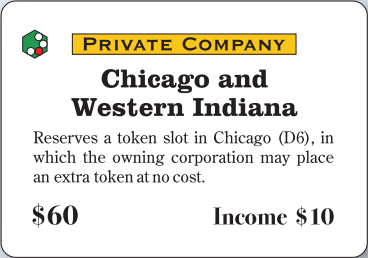 PRIVATE COMPANY
Chicago and
Western Indiana
Reserves a token slot in Chicago (D6), in
which the owning corporation may place
an extra token at no cost.
$60 Income $10